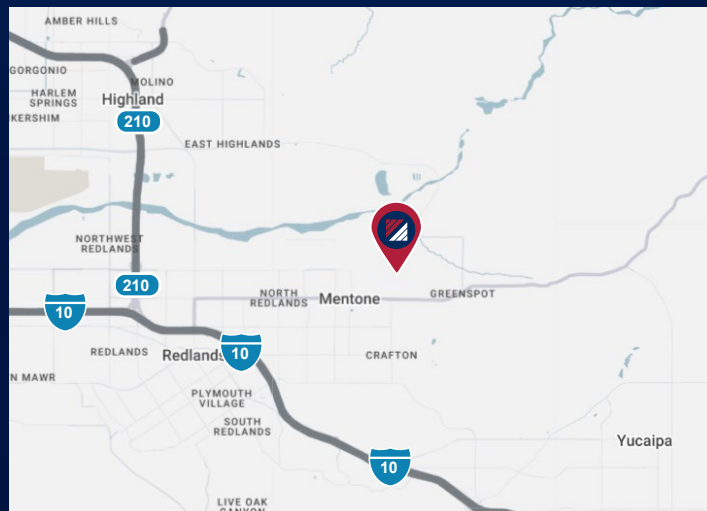 AMBER HILLS
GORGONIO
MOLINO
HARLEM
SPRINGS
Highland
KERSHIM
210
EAST HIGHLANDS
NORTHWEST
REDLANDS
210
NORTH
REDLANDS
Mentone
GREENSPOT
10
REDLANDS
Redlands
10
CRAFTON
N MAWR
PLYMOUTH
VILLAGE
SOUTH
REDLANDS
Yucaipa
10
LIVE OAK
CANYON